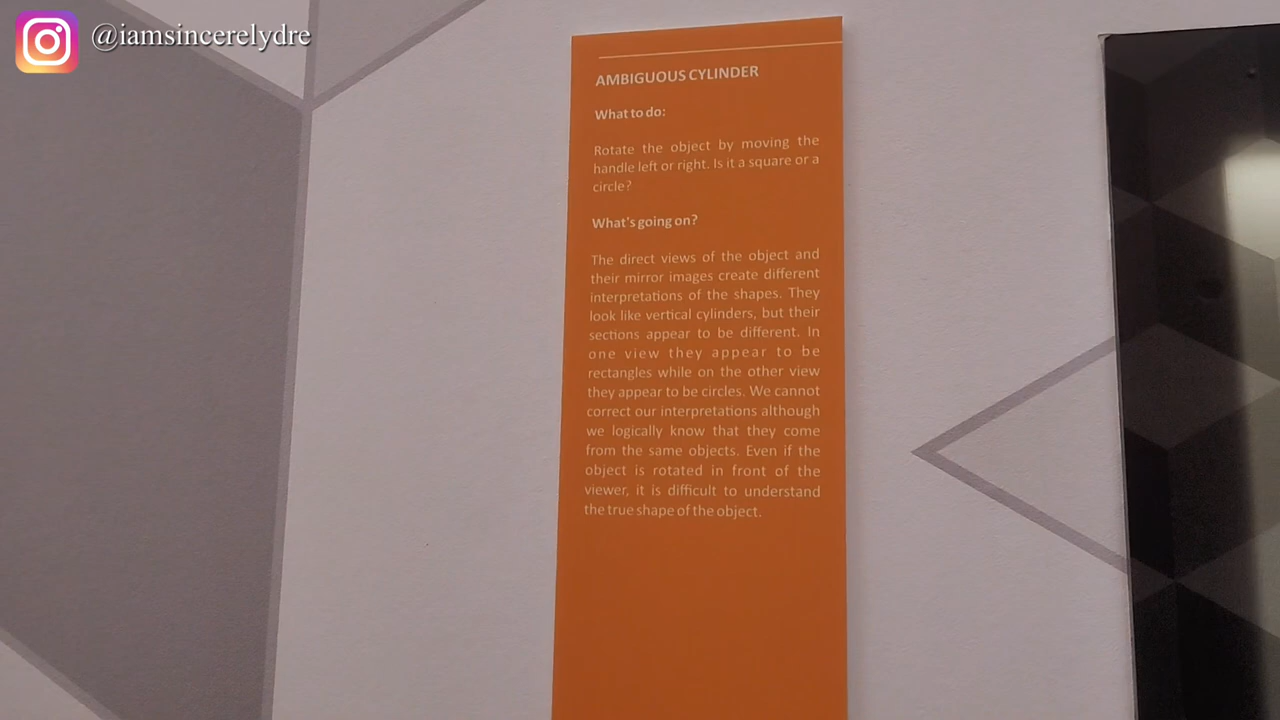 @iamsincerelydre
AMBIGUOUS CYLINDER
What to do:
Rotate the object by moving the
handle left or right. Is it a square or a
circle?
What's going on?
The direct views of the object and
their mirror images create different
interpretations of the shapes. They
look like vertical cylinders, but their
sections appear to be different. In
one view they appear to be
rectangles while on the other view
they appear to be circles. We cannot
correct our interpretations although
we logically know that they come
from the same objects. Even if the
object is rotated in front of the
viewer, it is difficult to understand
the true shape of the object.